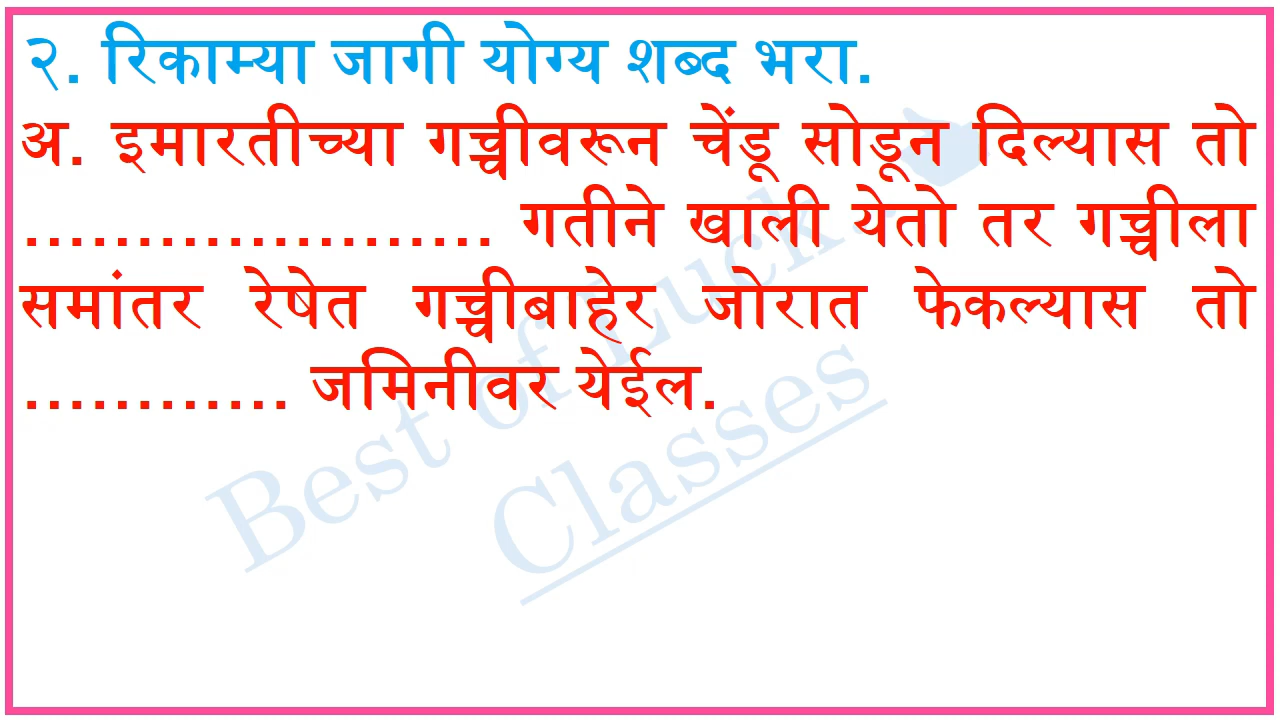 २. रिकाम्या जागी योग्य शब्द भरा.
अ. इमारतीच्या गच्चीवरून चेंडू सोडून दिल्यास तो
..................... गतीने खाली येतो तर गच्चीला
समांतर रेषेत गच्चीबाहेर जोरात फेकल्यास तो
............ जमिनीवर येईल.
Best of Luck
Classes